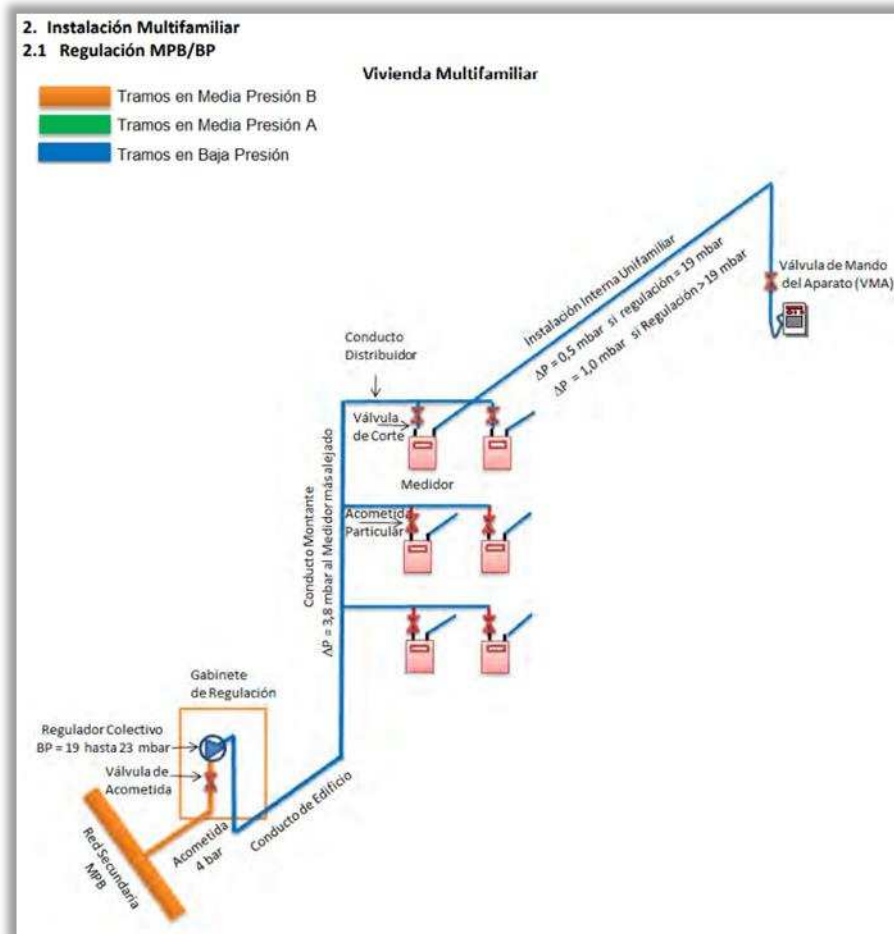 2. Instalación Multifamiliar
2.1 Regulación MPB/BP
Vivienda Multifamiliar
Tramos en Media Presión B
Tramos en Media Presión A
Tramos en Baja Presión
Instalación Interna Unifamiliar
ΔP = 0,5 mbar si regulación = 19 mbar
ΔP = 1,0 mbar si Regulación > 19 mbar
Válvula de Mando
del Aparato (VMA)
Conducto
Distribuidor
Válvula
de Corte
Medidor
Conducto Montante
ΔP = 3,8 mbar al Medidor más alejado
Acometida
Particular
Gabinete
de Regulación
Regulador Colectivo
BP = 19 hasta 23 mbar
Válvula de
Acometida
Red Secundaria
MPB
Acometida
4 bar
Conducto de Edificio